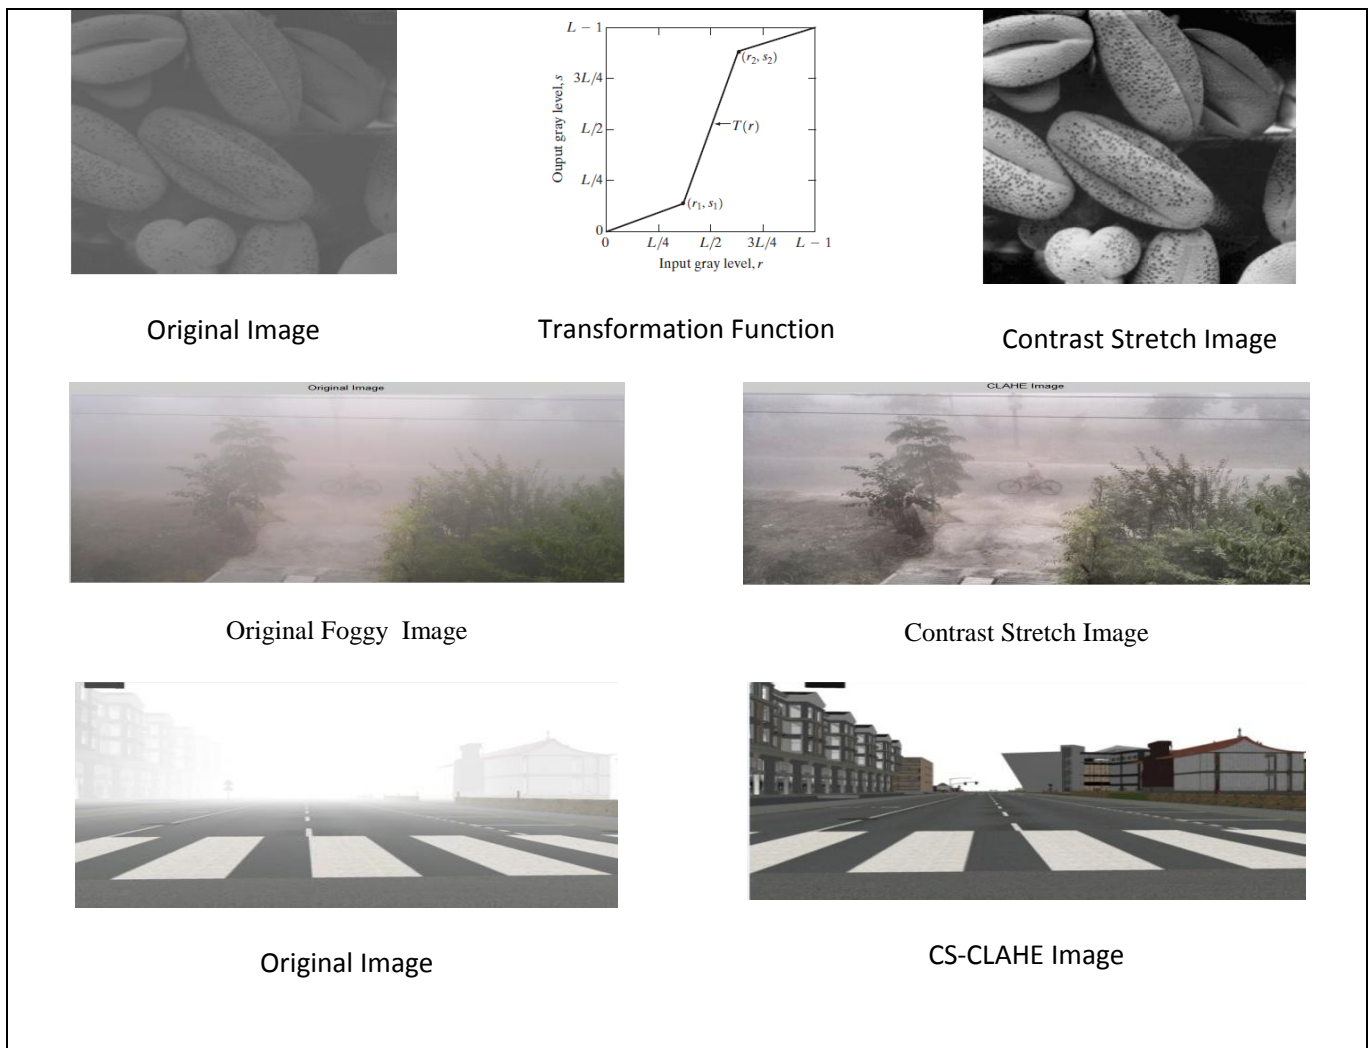 L − 1
3L/4
L/2
L/4
0
Ouput gray level, s
(r₂, s₂)
T(r)
(r₁, s₁)
0 L/4 L/2 3L/4 L − 1
Input gray level, r
Original Image
Transformation Function
Contrast Stretch Image
Original Image
CLAHE Image
Original Foggy Image
Contrast Stretch Image
Original Image
CS-CLAHE Image